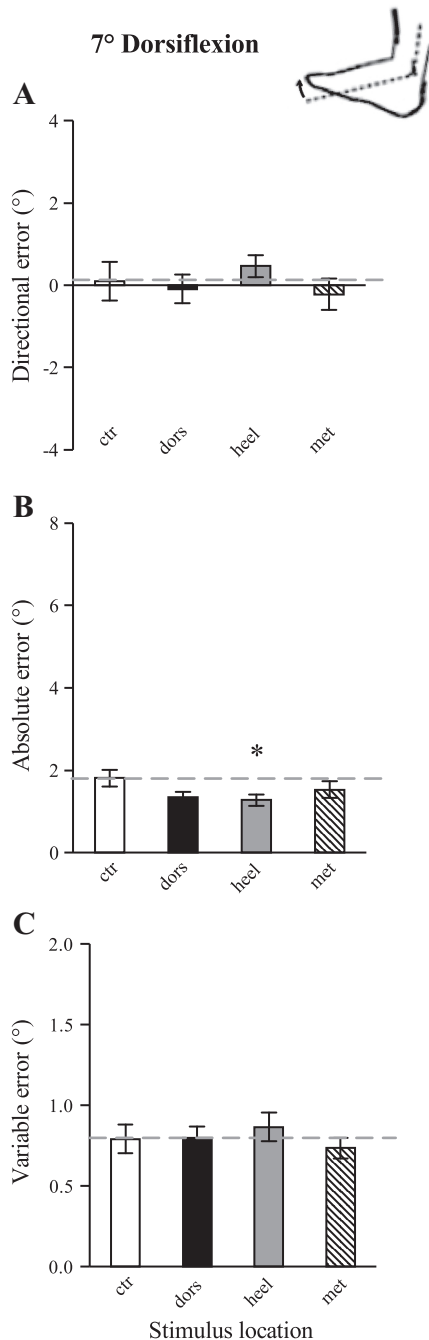 7° Dorsiflexion
A
Directional error (°)
4
2
0
-2
-4
ctr
dors
heel
met
B
Absolute error (°)
8
6
4
2
0
*
ctr
dors
heel
met
C
Variable error (°)
2.0
1.5
1.0
0.5
0.0
ctr
dors
heel
met
Stimulus location